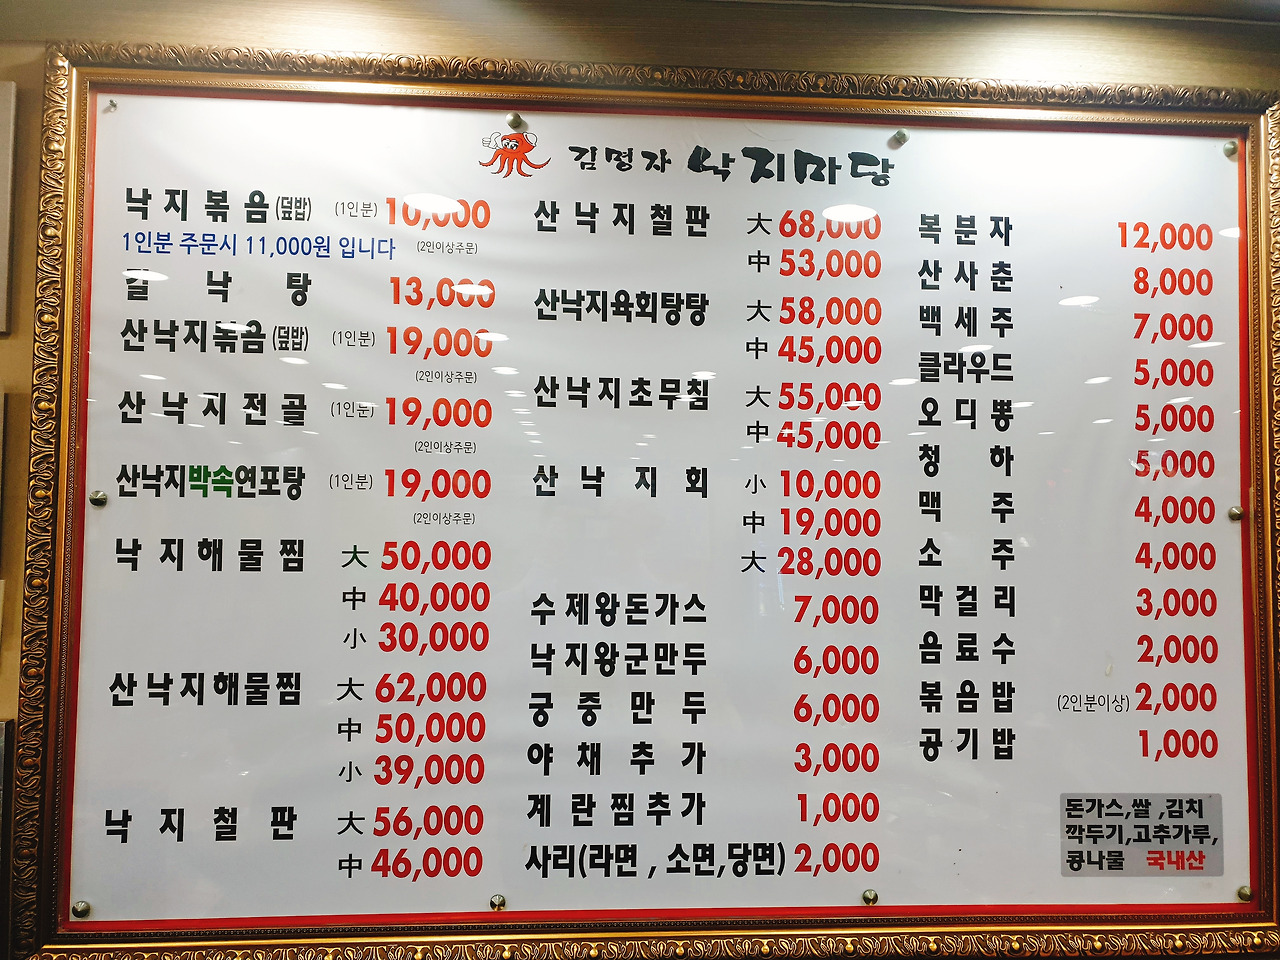 김명자 낙지마당
낙지볶음(덮밥) (1인분) 10,000
1인분 주문시 11,000원 입니다 (2인이상주문)
갈낙탕 13,000
산낙지볶음(덮밥) (1인분) 19,000
(2인이상주문)
산낙지전골 (1인분) 19,000
(2인이상주문)
산낙지박속연포탕 (1인분) 19,000
(2인이상주문)
낙지해물찜 大 50,000
中 40,000
小 30,000
산낙지해물찜 大 62,000
中 50,000
小 39,000
낙지철판 大 56,000
中 46,000
산낙지철판 大 68,000
中 53,000
산낙지육회탕탕 大 58,000
中 45,000
산낙지초무침 大 55,000
中 45,000
산낙지회 小 10,000
中 19,000
大 28,000
수제왕돈가스 7,000
낙지왕군만두 6,000
궁중만두 6,000
야채추가 3,000
계란찜추가 1,000
사리(라면 , 소면,당면) 2,000
복분자 12,000
산사춘 8,000
백세주 7,000
클라우드 5,000
오디뽕 5,000
청하 5,000
맥주 4,000
소주 4,000
막걸리 3,000
음료수 2,000
볶음밥 (2인분이상) 2,000
공기밥 1,000
돈가스,쌀 ,김치
깍두기,고추가루,
콩나물 국내산